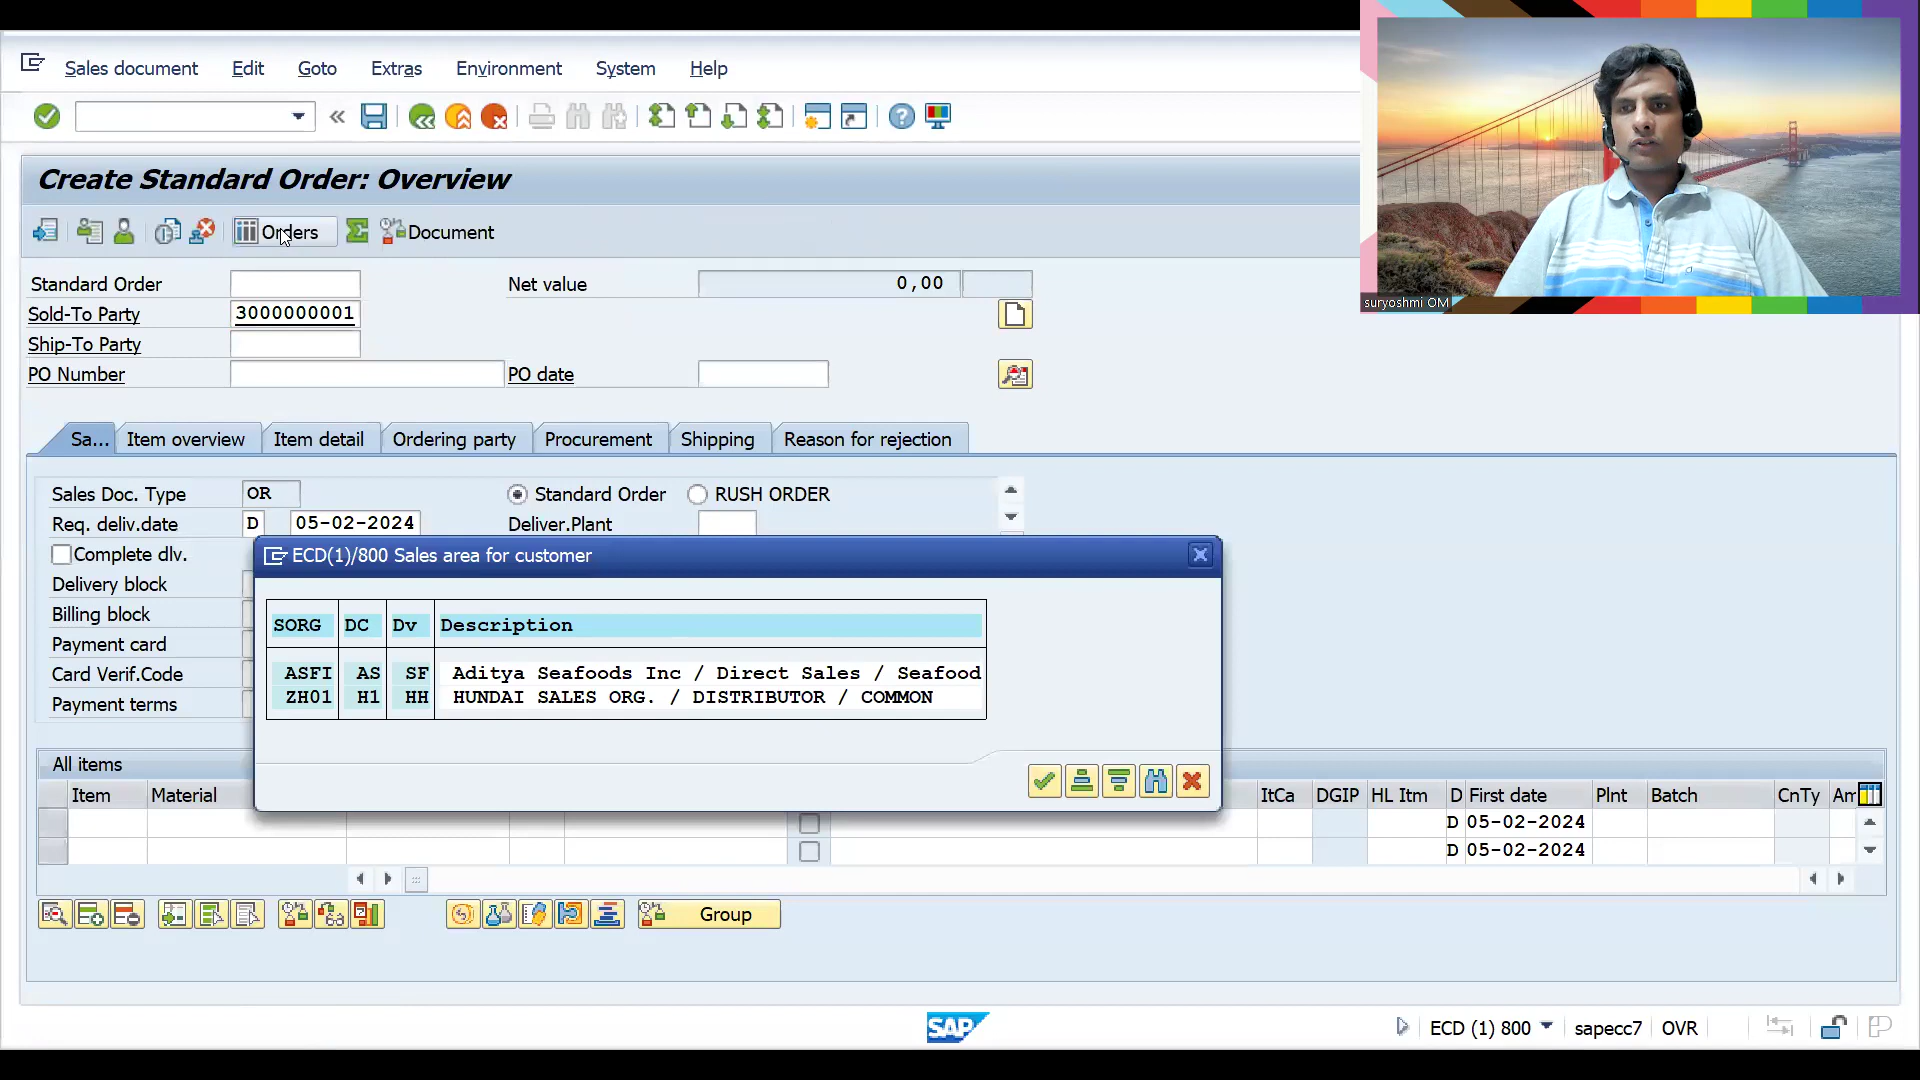 Sales document Edit Goto Extras Environment System Help
Create Standard Order: Overview
Orders Document
Standard Order Net value 0,00
Sold-To Party 3000000001
Ship-To Party
PO Number PO date
Sa... Item overview Item detail Ordering party Procurement Shipping Reason for rejection
Sales Doc. Type OR Standard Order RUSH ORDER
Req. deliv.date D 05-02-2024 Deliver.Plant
Complete dlv.
Delivery block
Billing block
Payment card
Card Verif.Code
Payment terms
ECD(1)/800 Sales area for customer
SORG DC Dv Description
ASFI AS SF Aditya Seafoods Inc / Direct Sales / Seafood
ZH01 H1 HH HUNDAI SALES ORG. / DISTRIBUTOR / COMMON
All items
Item Material ItCa DGIP HL Itm D First date Plnt Batch CnTy Am
D 05-02-2024
D 05-02-2024
Group
SAP ECD (1) 800 sapecc7 OVR
suryoshmi OM